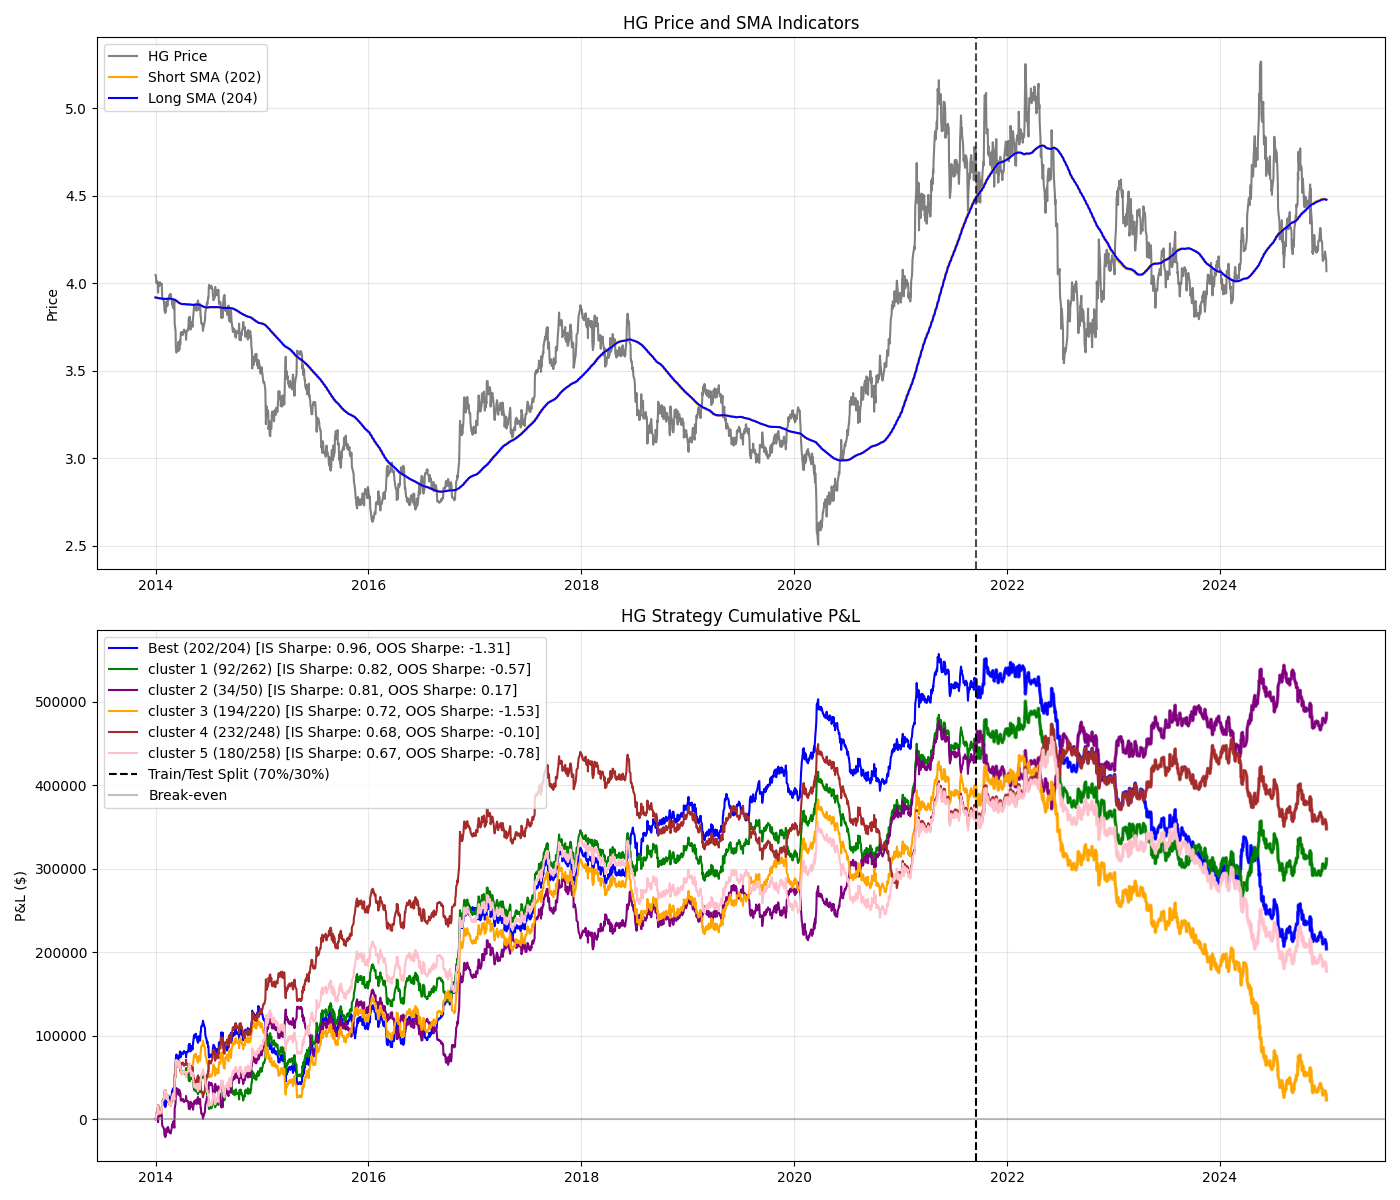 HG Price and SMA Indicators
HG Price
Short SMA (202)
Long SMA (204)
Price
5.0
4.5
4.0
3.5
3.0
2.5
2014
2016
2018
2020
2022
2024
HG Strategy Cumulative P&L
Best (202/204) [IS Sharpe: 0.96, OOS Sharpe: -1.31]
cluster 1 (92/262) [IS Sharpe: 0.82, OOS Sharpe: -0.57]
cluster 2 (34/50) [IS Sharpe: 0.81, OOS Sharpe: 0.17]
cluster 3 (194/220) [IS Sharpe: 0.72, OOS Sharpe: -1.53]
cluster 4 (232/248) [IS Sharpe: 0.68, OOS Sharpe: -0.10]
cluster 5 (180/258) [IS Sharpe: 0.67, OOS Sharpe: -0.78]
Train/Test Split (70%/30%)
Break-even
P&L ($)
500000
400000
300000
200000
100000
0
2014
2016
2018
2020
2022
2024